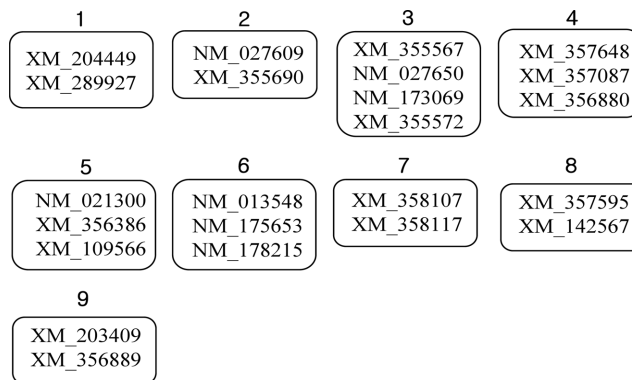 1
XM_204449
XM_289927
2
NM_027609
XM_355690
3
XM_355567
NM_027650
NM_173069
XM_355572
4
XM_357648
XM_357087
XM_356880
5
NM_021300
XM_356386
XM_109566
6
NM_013548
NM_175653
NM_178215
7
XM_358107
XM_358117
8
XM_357595
XM_142567
9
XM_203409
XM_356889